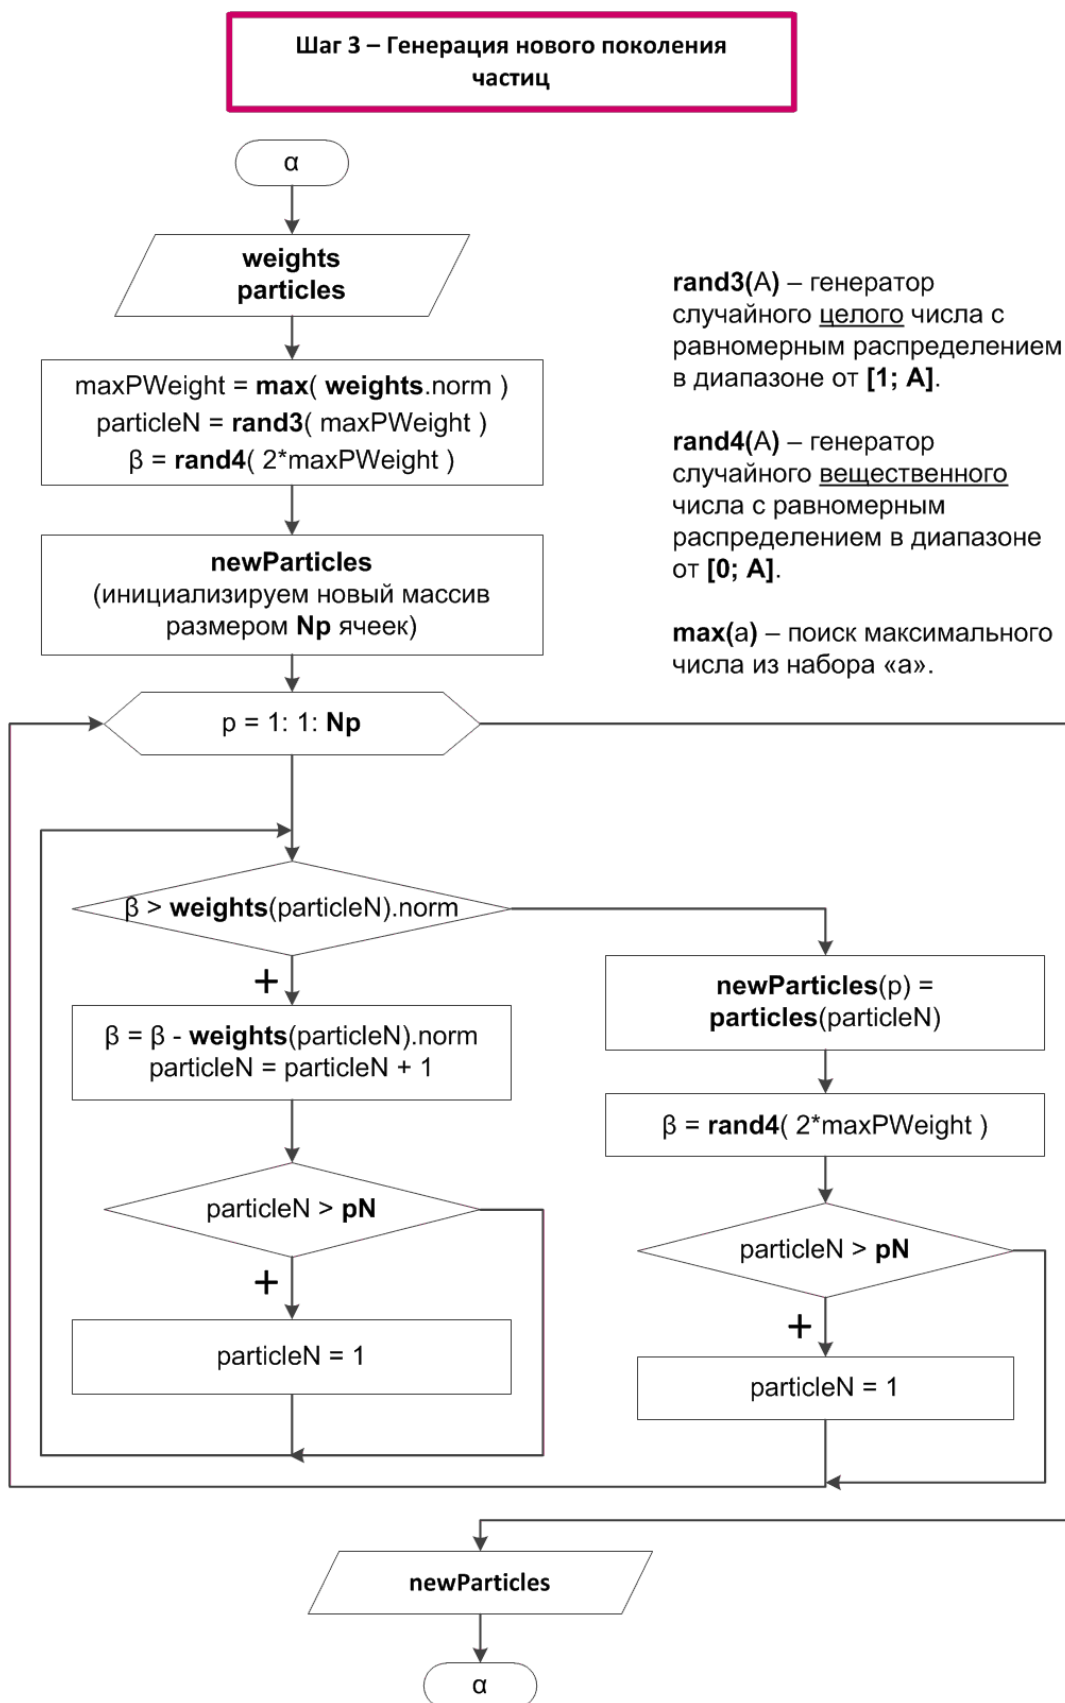 Шаг 3 – Генерация нового поколения
частиц
α
weights
particles
maxPWeight = max( weights.norm )
particleN = rand3( maxPWeight )
β = rand4( 2*maxPWeight )
newParticles
(инициализируем новый массив
размером Np ячеек)
rand3(A) – генератор
случайного целого числа с
равномерным распределением
в диапазоне от [1; A].
rand4(A) – генератор
случайного вещественного
числа с равномерным
распределением в диапазоне
от [0; A].
max(a) – поиск максимального
числа из набора «а».
p = 1: 1: Np
β > weights(particleN).norm
+
β = β - weights(particleN).norm
particleN = particleN + 1
particleN > pN
+
particleN = 1
newParticles(p) =
particles(particleN)
β = rand4( 2*maxPWeight )
particleN > pN
+
particleN = 1
newParticles
α